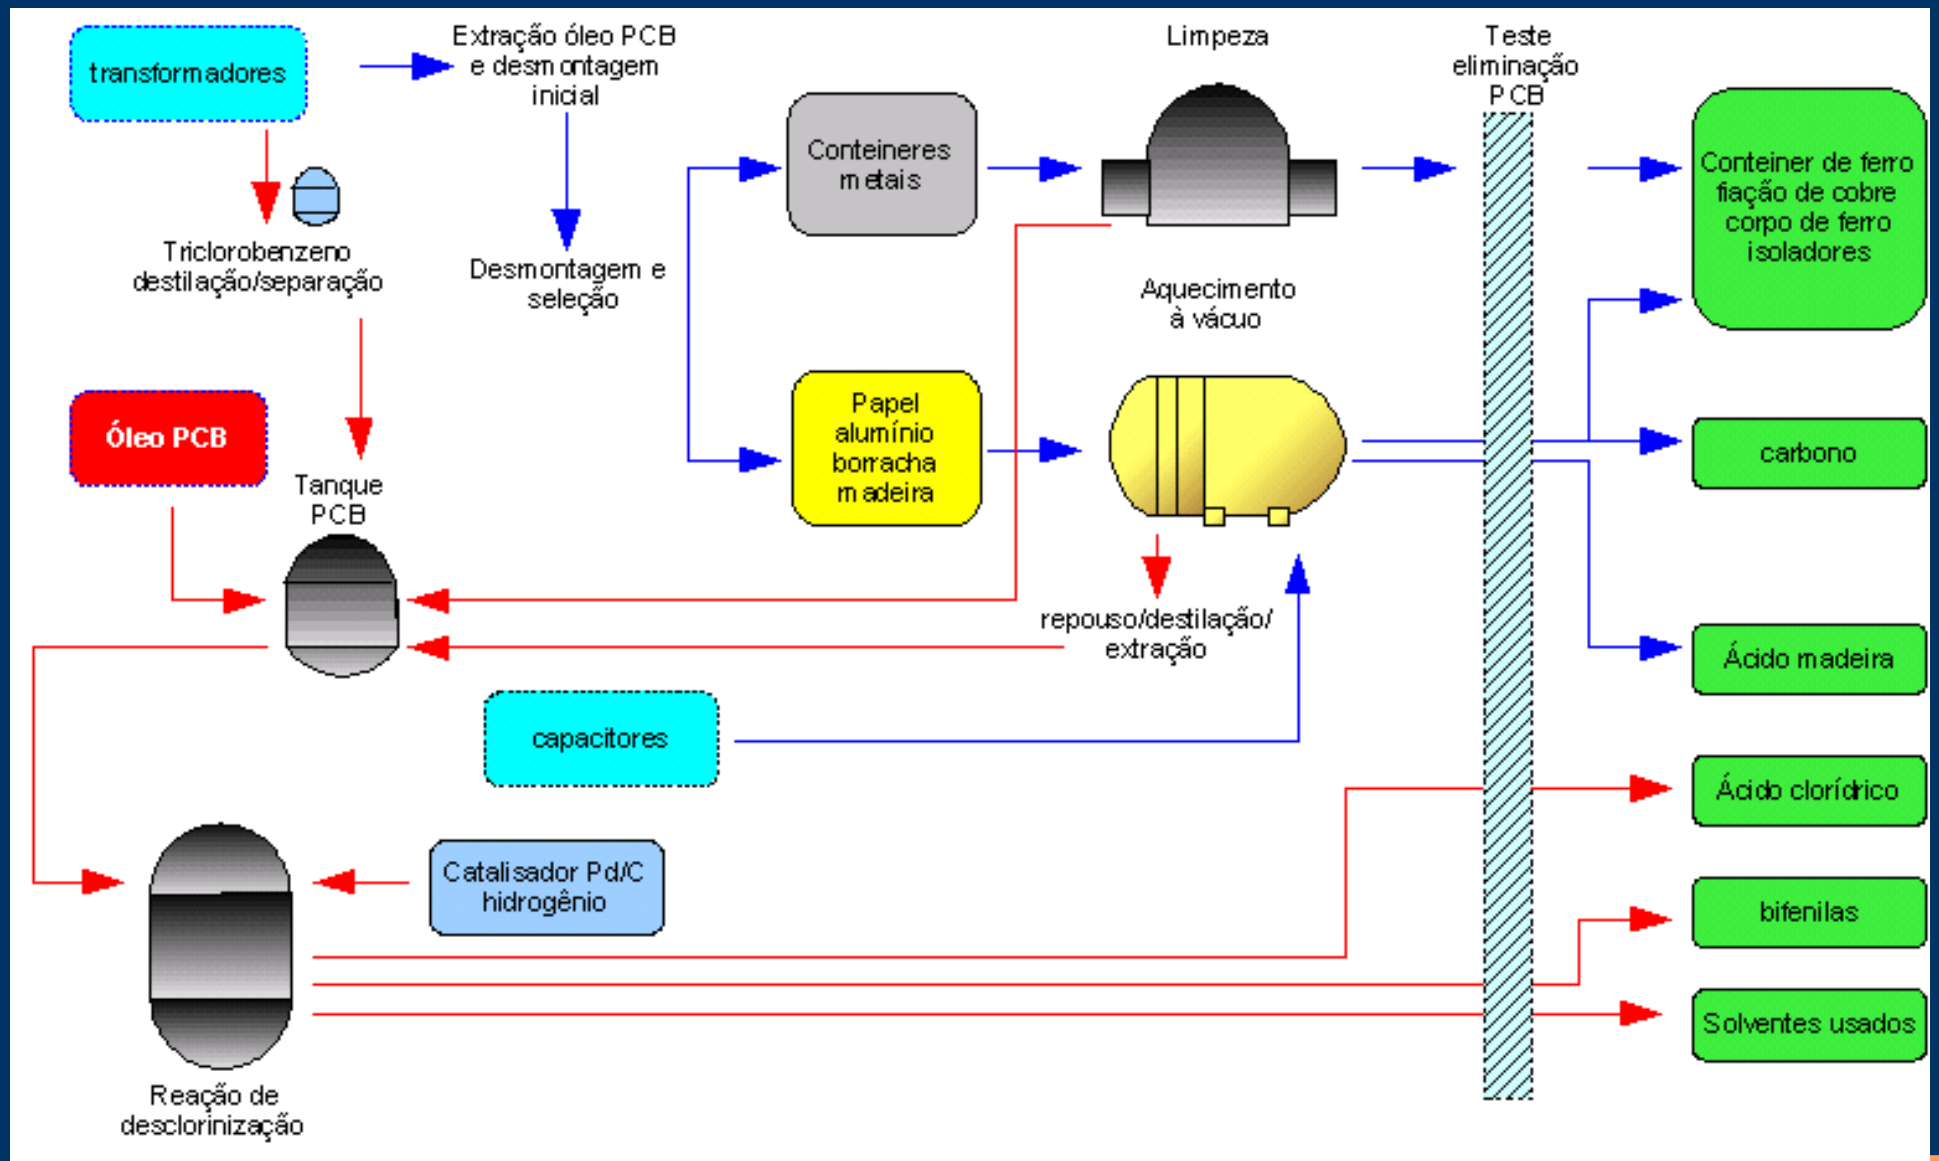 transformadores
Extração óleo PCB
e desmontagem
inicial
Limpeza
Teste
eliminação
PCB
Conteineres
metais
Conteiner de ferro
fiação de cobre
corpo de ferro
isoladores
Triclorobenzeno
destilação/separação
Desmontagem e
seleção
Aquecimento
à vácuo
Óleo PCB
Papel
alumínio
borracha
madeira
carbono
Tanque
PCB
repouso/destilação/
extração
Ácido madeira
capacitores
Ácido clorídrico
Catalisador Pd/C
hidrogênio
bifenilas
Solventes usados
Reação de
desclorinização